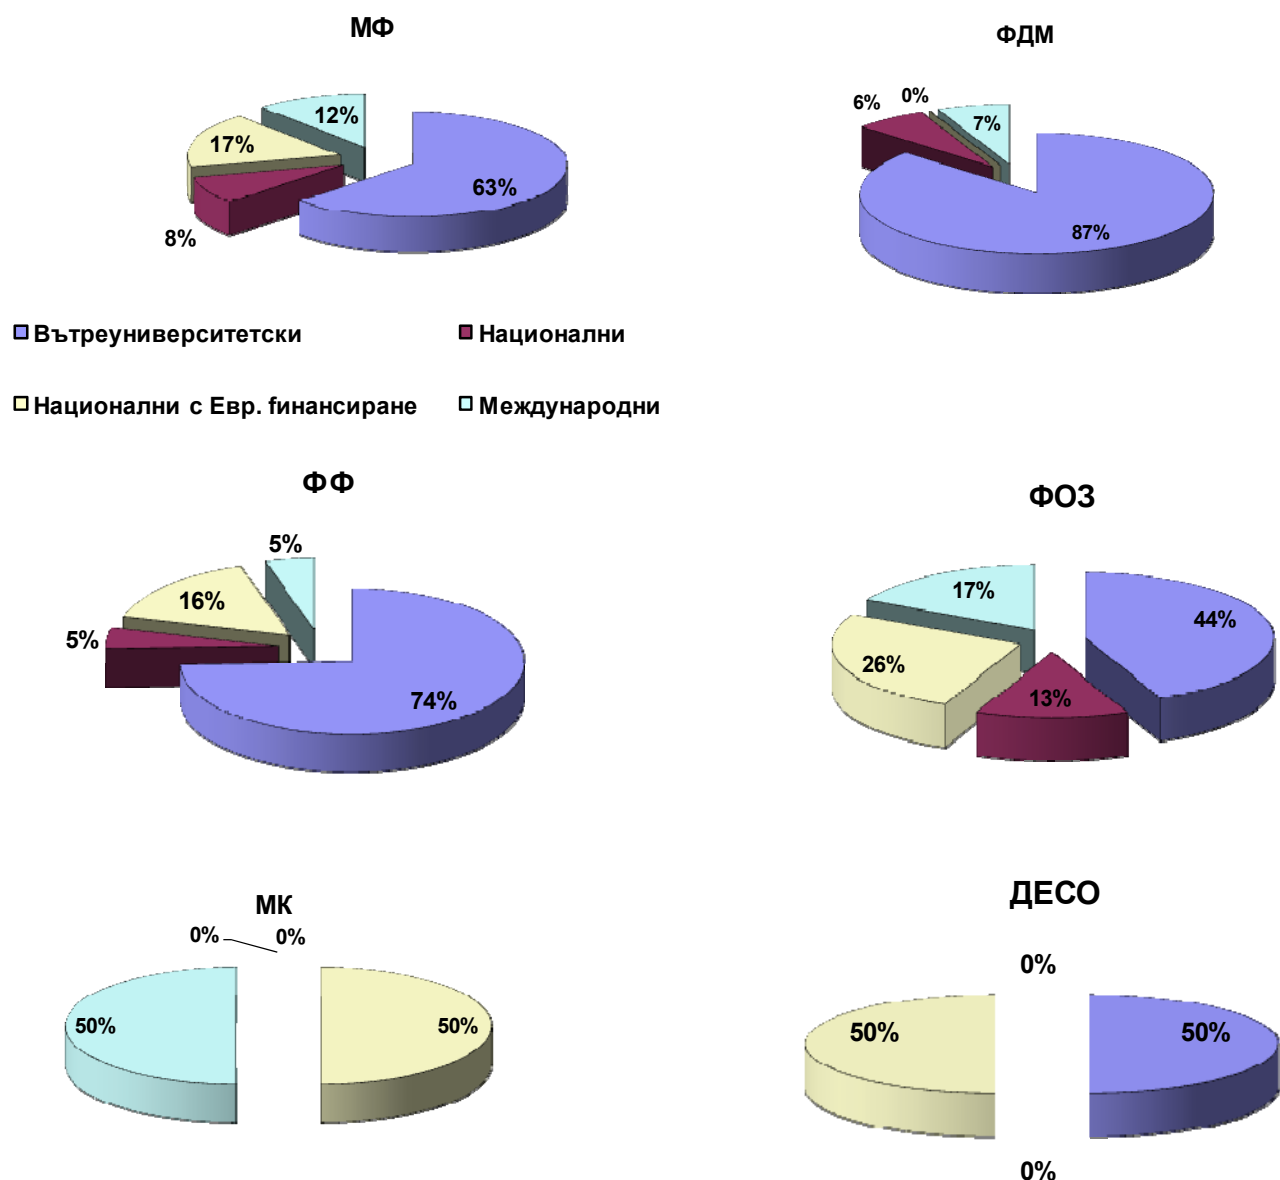 МФ
12%
17%
63%
8%
ФДМ
6%
0%
7%
87%
Вътреуниверситетски
Национални
Национални с Евр. fинансиране
Международни
ФФ
5%
16%
5%
74%
ФОЗ
17%
44%
26%
13%
МК
0%
0%
50%
50%
ДЕСО
0%
50%
50%
0%